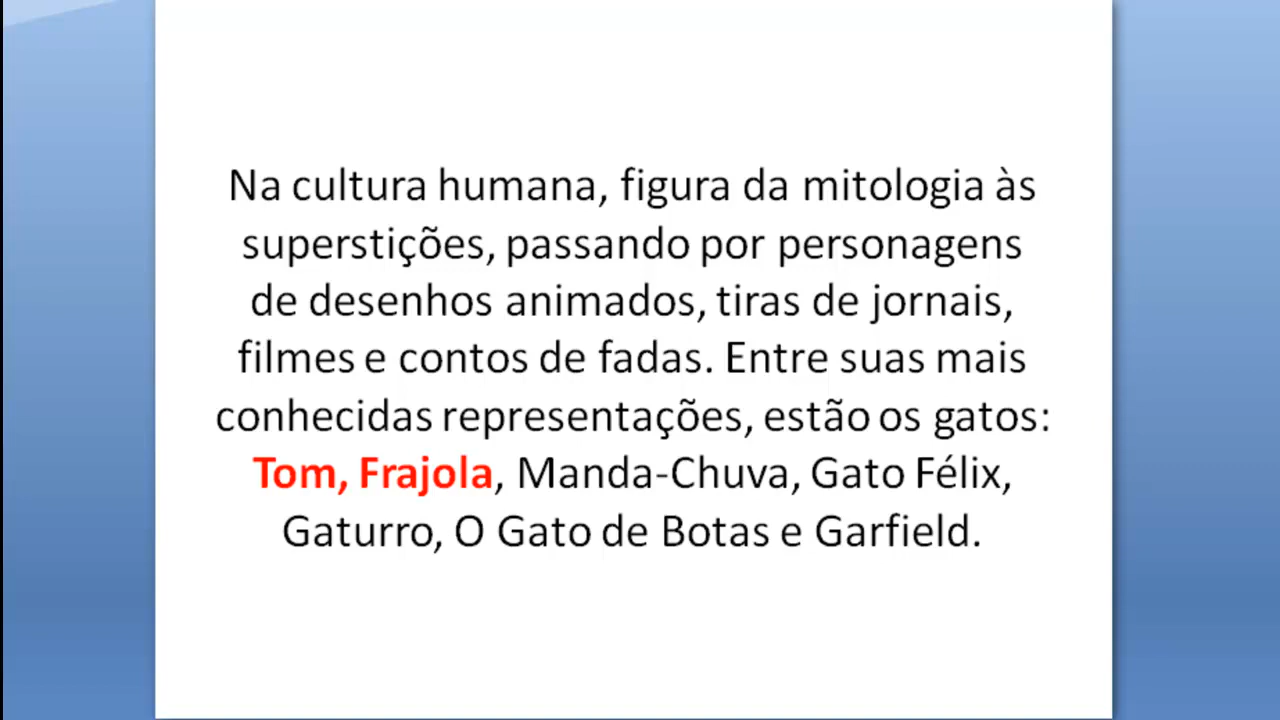 Na cultura humana, figura da mitologia às
superstições, passando por personagens
de desenhos animados, tiras de jornais,
filmes e contos de fadas. Entre suas mais
conhecidas representações, estão os gatos:
Tom, Frajola, Manda-Chuva, Gato Félix,
Gaturro, O Gato de Botas e Garfield.